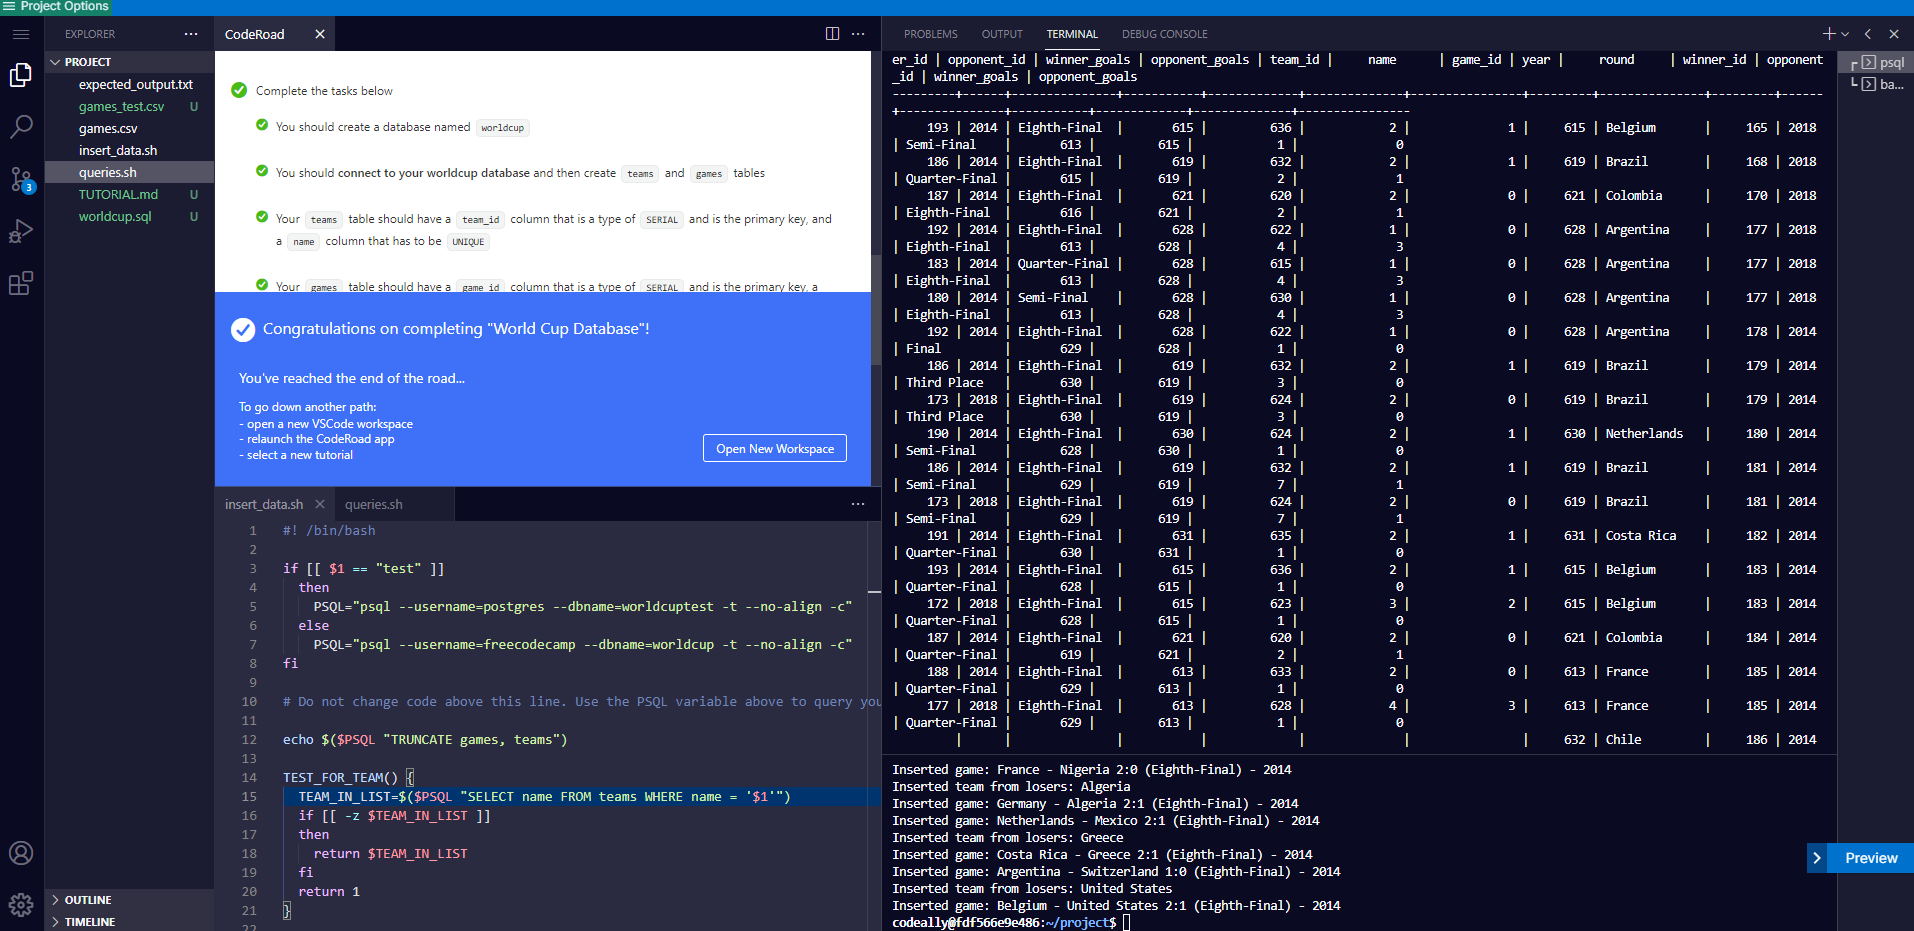 Project Options
EXPLORER
PROJECT
expected_output.txt
games_test.csv U
games.csv
insert_data.sh
queries.sh
TUTORIAL.md U
worldcup.sql U
3
OUTLINE
TIMELINE
CodeRoad
Complete the tasks below
You should create a database named worldcup
You should connect to your worldcup database and then create teams and games tables
Your teams table should have a team_id column that is a type of SERIAL and is the primary key, and
a name column that has to be UNIQUE
Your games table should have a game_id column that is a type of SERIAL and is the primary key, a
Congratulations on completing "World Cup Database"!
You've reached the end of the road...
To go down another path:
- open a new VSCode workspace
- relaunch the CodeRoad app
- select a new tutorial
Open New Workspace
insert_data.sh queries.sh
1 #! /bin/bash
2
3 if [[ $1 == "test" ]]
4 then
5 PSQL="psql --username=postgres --dbname=worldcuptest -t --no-align -c"
6 else
7 PSQL="psql --username=freecodecamp --dbname=worldcup -t --no-align -c"
8 fi
9
10 # Do not change code above this line. Use the PSQL variable above to query you
11
12 echo $($PSQL "TRUNCATE games, teams")
13
14 TEST_FOR_TEAM() {
15 TEAM_IN_LIST=$($PSQL "SELECT name FROM teams WHERE name = '$1'")
16 if [[ -z $TEAM_IN_LIST ]]
17 then
18 return $TEAM_IN_LIST
19 fi
20 return 1
21 }
22
PROBLEMS OUTPUT TERMINAL DEBUG CONSOLE
psql
ba...
er_id | opponent_id | winner_goals | opponent_goals | team_id | name | game_id | year | round | winner_id | opponent
_id | winner_goals | opponent_goals
193 | 2014 | Eighth-Final | 615 | 636 | 2 | 1 | 615 | Belgium | 165 | 2018
| Semi-Final | 613 | 615 | 1 | 0
186 | 2014 | Eighth-Final | 619 | 632 | 2 | 1 | 619 | Brazil | 168 | 2018
| Quarter-Final | 615 | 619 | 2 | 1
187 | 2014 | Eighth-Final | 621 | 620 | 2 | 0 | 621 | Colombia | 170 | 2018
| Eighth-Final | 616 | 621 | 2 | 1
192 | 2014 | Eighth-Final | 628 | 622 | 1 | 0 | 628 | Argentina | 177 | 2018
| Eighth-Final | 613 | 628 | 4 | 3
183 | 2014 | Quarter-Final | 628 | 615 | 1 | 0 | 628 | Argentina | 177 | 2018
| Eighth-Final | 613 | 628 | 4 | 3
180 | 2014 | Semi-Final | 628 | 630 | 1 | 0 | 628 | Argentina | 177 | 2018
| Eighth-Final | 613 | 628 | 4 | 3
192 | 2014 | Eighth-Final | 628 | 622 | 1 | 0 | 628 | Argentina | 178 | 2014
| Final | 629 | 628 | 1 | 0
186 | 2014 | Eighth-Final | 619 | 632 | 2 | 1 | 619 | Brazil | 179 | 2014
| Third Place | 630 | 619 | 3 | 0
173 | 2018 | Eighth-Final | 619 | 624 | 2 | 0 | 619 | Brazil | 179 | 2014
| Third Place | 630 | 619 | 3 | 0
190 | 2014 | Eighth-Final | 630 | 624 | 2 | 1 | 630 | Netherlands | 180 | 2014
| Semi-Final | 628 | 630 | 1 | 0
186 | 2014 | Eighth-Final | 619 | 632 | 2 | 1 | 619 | Brazil | 181 | 2014
| Semi-Final | 629 | 619 | 7 | 1
173 | 2018 | Eighth-Final | 619 | 624 | 2 | 0 | 619 | Brazil | 181 | 2014
| Semi-Final | 629 | 619 | 7 | 1
191 | 2014 | Eighth-Final | 631 | 635 | 2 | 1 | 631 | Costa Rica | 182 | 2014
| Quarter-Final | 630 | 631 | 1 | 0
193 | 2014 | Eighth-Final | 615 | 636 | 2 | 1 | 615 | Belgium | 183 | 2014
| Quarter-Final | 628 | 615 | 1 | 0
172 | 2018 | Eighth-Final | 615 | 623 | 3 | 2 | 615 | Belgium | 183 | 2014
| Quarter-Final | 628 | 615 | 1 | 0
187 | 2014 | Eighth-Final | 621 | 620 | 2 | 0 | 621 | Colombia | 184 | 2014
| Quarter-Final | 619 | 621 | 2 | 1
188 | 2014 | Eighth-Final | 613 | 633 | 2 | 0 | 613 | France | 185 | 2014
| Quarter-Final | 629 | 613 | 1 | 0
177 | 2018 | Eighth-Final | 613 | 628 | 4 | 3 | 613 | France | 185 | 2014
| Quarter-Final | 629 | 613 | 1 | 0
| | | | | | | 632 | Chile | 186 | 2014
Inserted game: France - Nigeria 2:0 (Eighth-Final) - 2014
Inserted team from losers: Algeria
Inserted game: Germany - Algeria 2:1 (Eighth-Final) - 2014
Inserted game: Netherlands - Mexico 2:1 (Eighth-Final) - 2014
Inserted team from losers: Greece
Inserted game: Costa Rica - Greece 2:1 (Eighth-Final) - 2014
Inserted game: Argentina - Switzerland 1:0 (Eighth-Final) - 2014
Inserted team from losers: United States
Inserted game: Belgium - United States 2:1 (Eighth-Final) - 2014
codeally@fdf566e9e486:~/project$
Preview